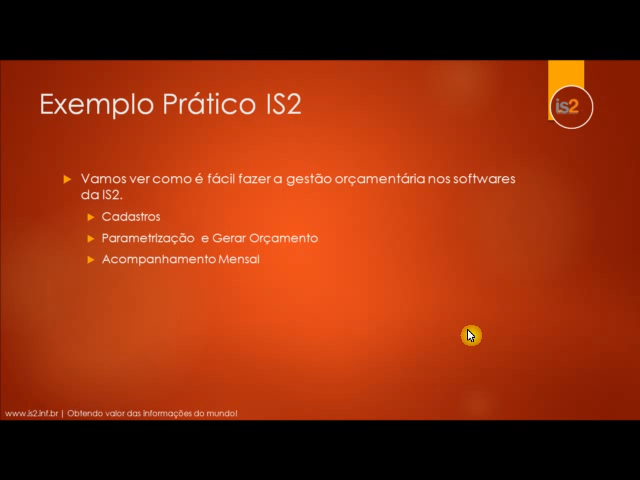 Exemplo Prático IS2
is2
Vamos ver como é fácil fazer a gestão orçamentária nos softwares
da IS2.
Cadastros
Parametrização e Gerar Orçamento
Acompanhamento Mensal
www.is2.inf.br | Obtendo valor das informações do mundo!